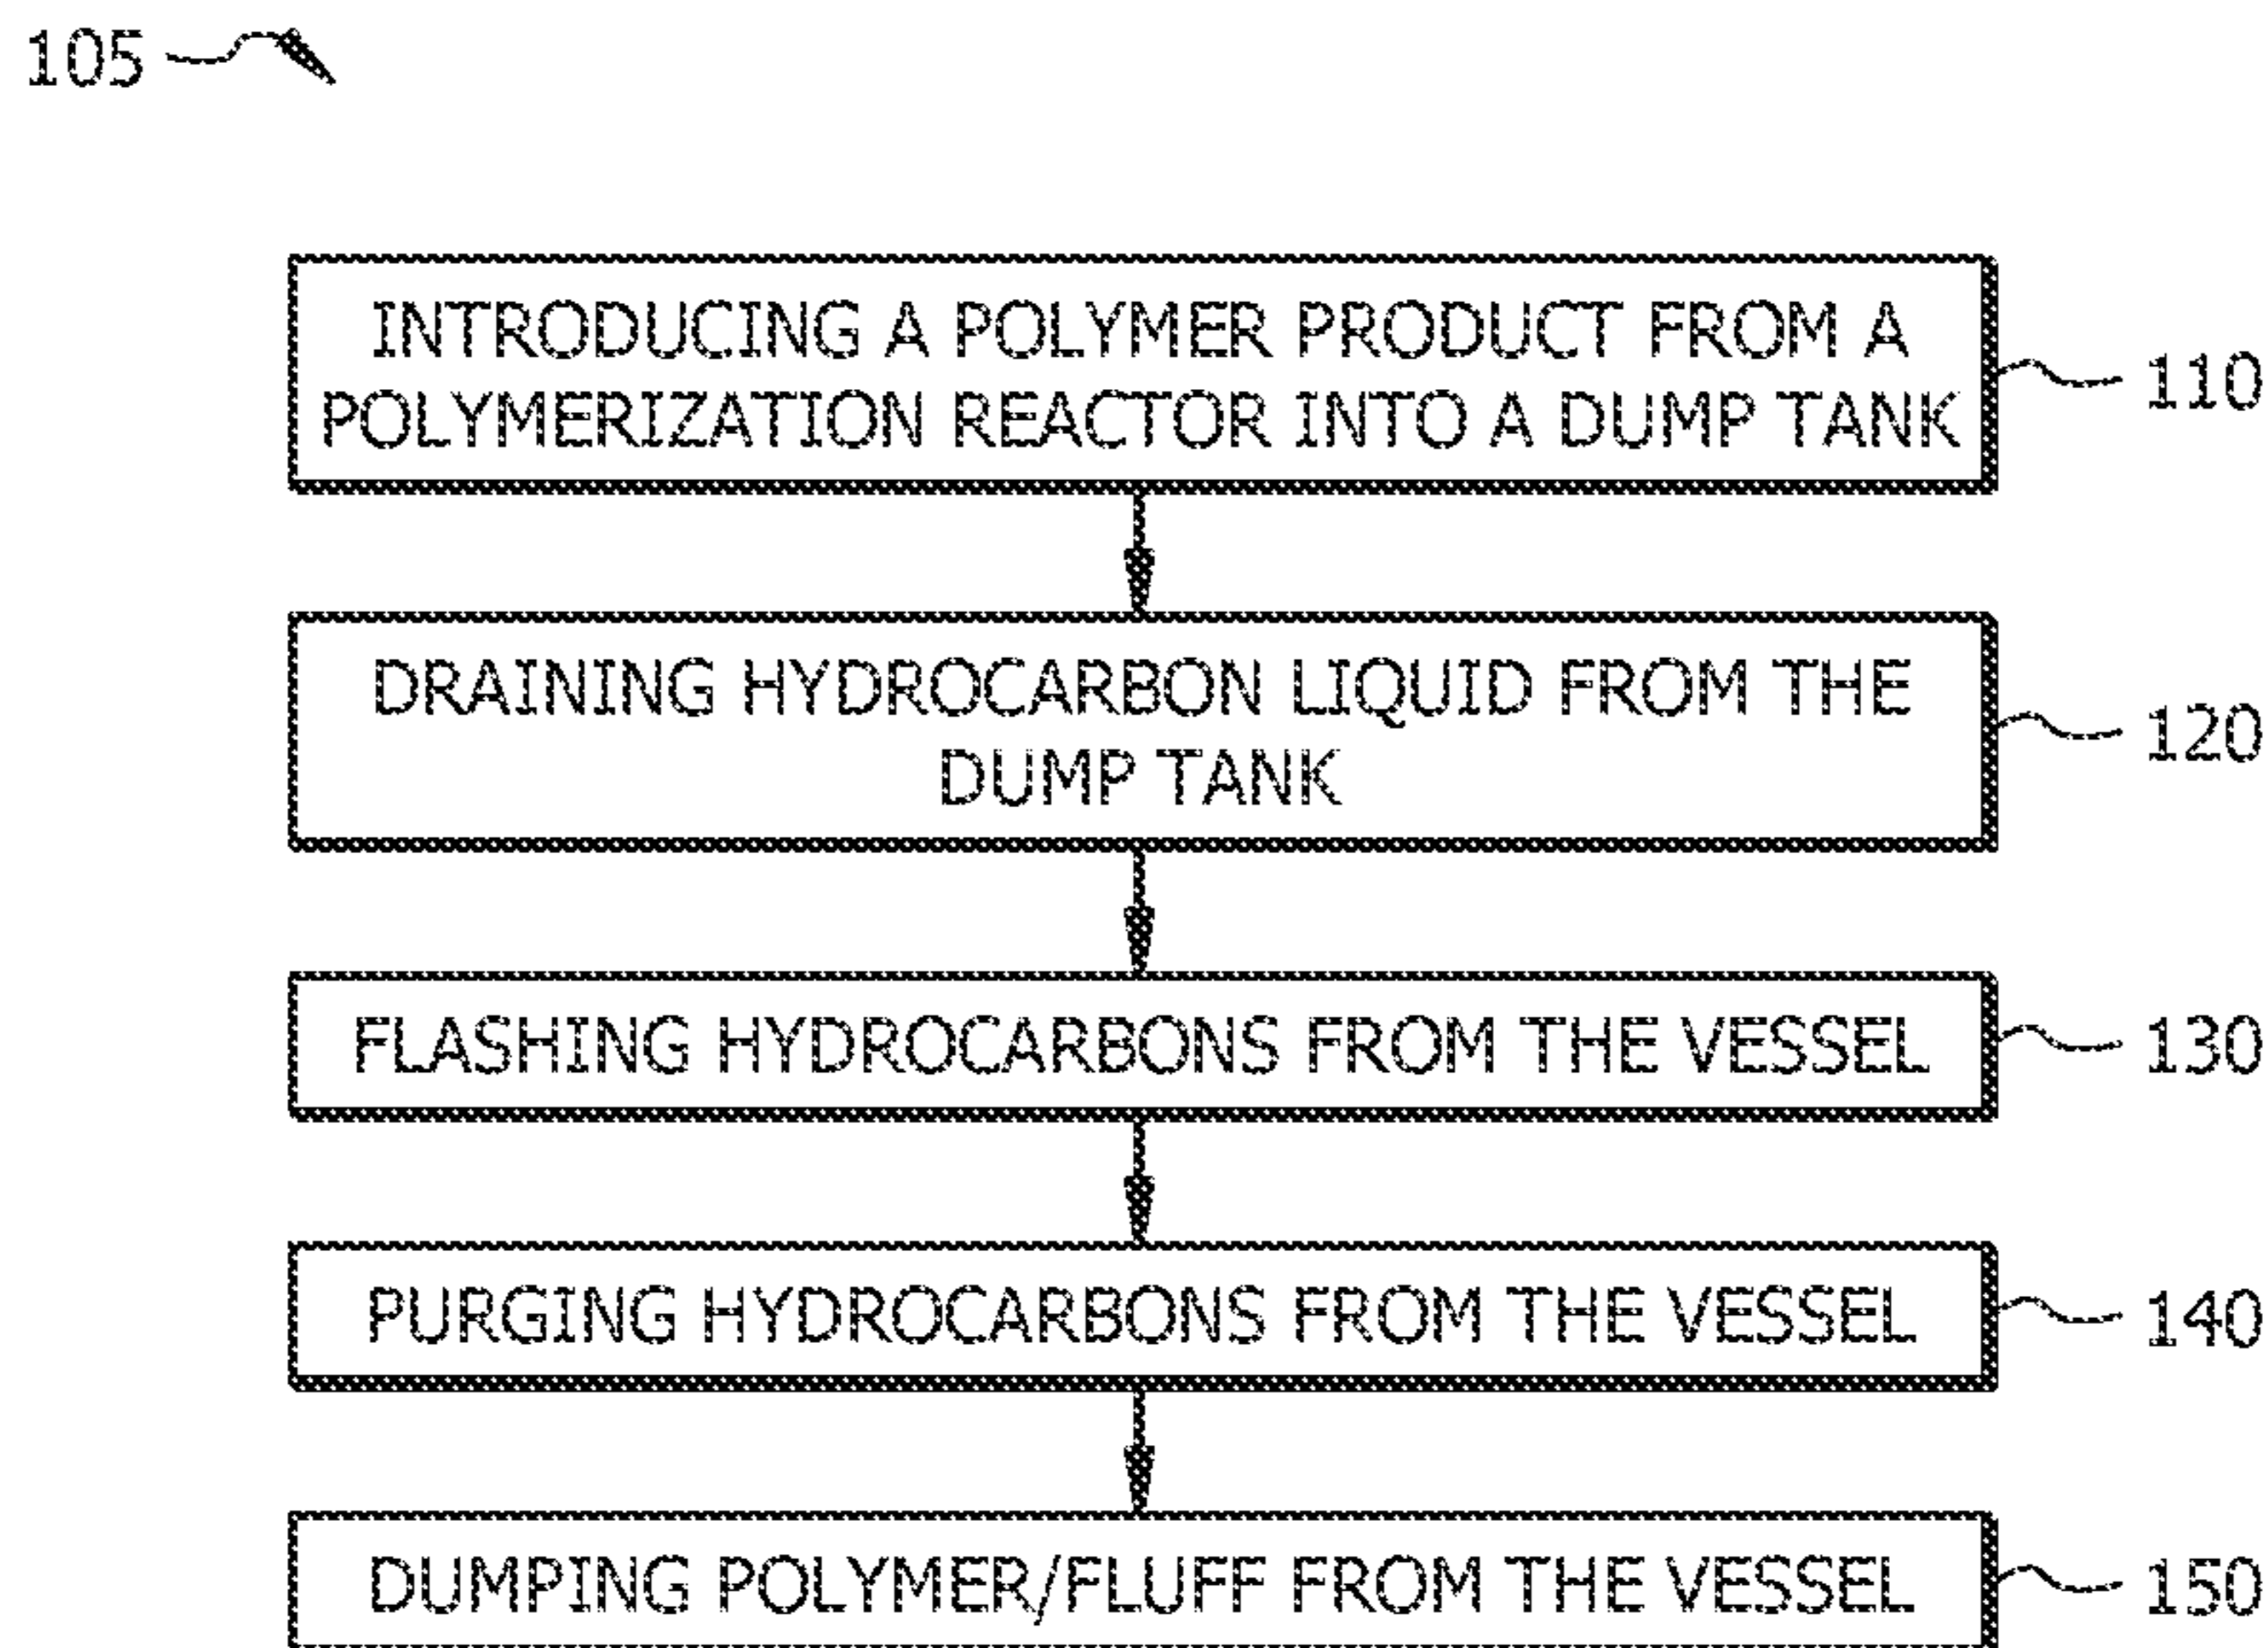 105
INTRODUCING A POLYMER PRODUCT FROM A
POLYMERIZATION REACTOR INTO A DUMP TANK
110
DRAINING HYDROCARBON LIQUID FROM THE
DUMP TANK
120
FLASHING HYDROCARBONS FROM THE VESSEL
130
PURGING HYDROCARBONS FROM THE VESSEL
140
DUMPING POLYMER/FLUFF FROM THE VESSEL
150